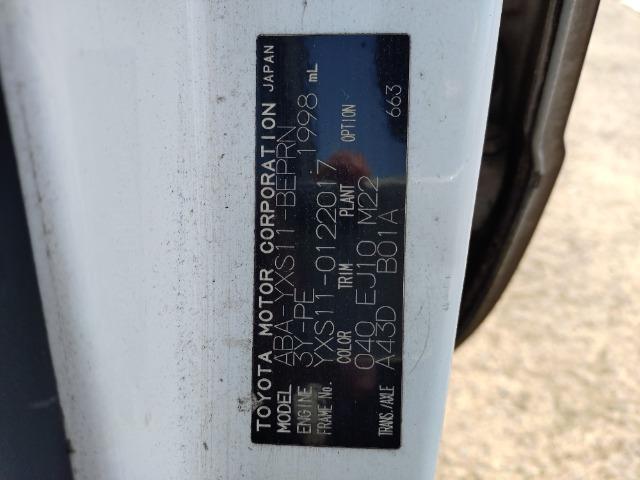 TOYOTA MOTOR CORPORATION JAPAN
MODEL ABA-YXS11-BEPRN
ENGINE 3Y-PE 1998 mL
FRAME No. YXS11-0122017
COLOR TRIM PLANT OPTION
040 EJ10 M22 663
TRANS./AXLE A43D B01A